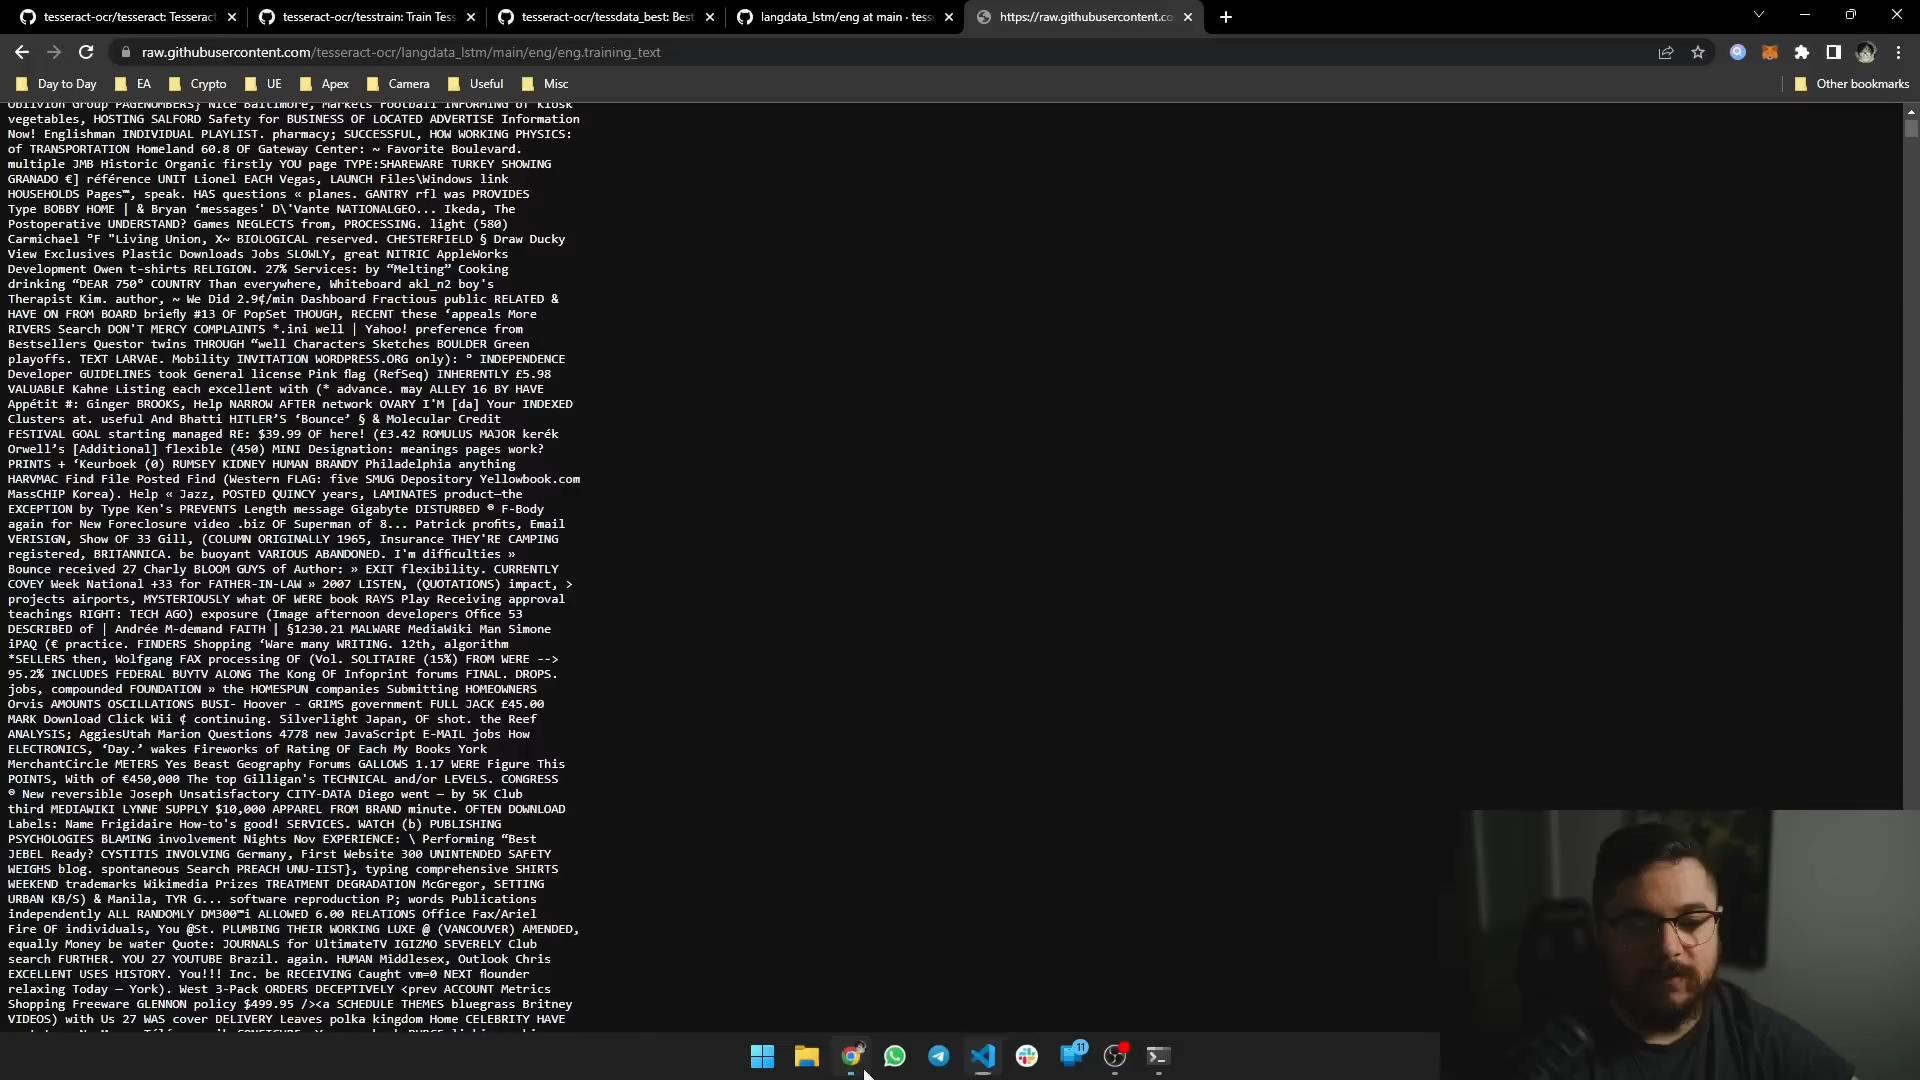 tesseract-ocr/tesseract: Tesseract
tesseract-ocr/tesstrain: Train Tess
tesseract-ocr/tessdata_best: Best
langdata_lstm/eng at main · tess
https://raw.githubusercontent.co
raw.githubusercontent.com/tesseract-ocr/langdata_lstm/main/eng/eng.training_text
Day to Day
EA
Crypto
UE
Apex
Camera
Useful
Misc
Other bookmarks
Oblivion Group PAGENUMBERS} Nice Baltimore, Markets Football INFORMING of Kiosk
vegetables, HOSTING SALFORD Safety for BUSINESS OF LOCATED ADVERTISE Information
Now! Englishman INDIVIDUAL PLAYLIST. pharmacy; SUCCESSFUL, HOW WORKING PHYSICS:
of TRANSPORTATION Homeland 60.8 OF Gateway Center: ~ Favorite Boulevard.
multiple JMB Historic Organic firstly YOU page TYPE:SHAREWARE TURKEY SHOWING
GRANADO €] référence UNIT Lionel EACH Vegas, LAUNCH Files\Windows link
HOUSEHOLDS Pages™, speak. HAS questions « planes. GANTRY rfl was PROVIDES
Type BOBBY HOME | & Bryan ‘messages' D\'Vante NATIONALGEO... Ikeda, The
Postoperative UNDERSTAND? Games NEGLECTS from, PROCESSING. light (580)
Carmichael °F "Living Union, X~ BIOLOGICAL reserved. CHESTERFIELD § Draw Ducky
View Exclusives Plastic Downloads Jobs SLOWLY, great NITRIC AppleWorks
Development Owen t-shirts RELIGION. 27% Services: by “Melting” Cooking
drinking “DEAR 750° COUNTRY Than everywhere, Whiteboard akl_n2 boy's
Therapist Kim. author, ~ We Did 2.9¢/min Dashboard Fractious public RELATED &
HAVE ON FROM BOARD briefly #13 OF PopSet THOUGH, RECENT these ‘appeals More
RIVERS Search DON'T MERCY COMPLAINTS *.ini well | Yahoo! preference from
Bestsellers Questor twins THROUGH “well Characters Sketches BOULDER Green
playoffs. TEXT LARVAE. Mobility INVITATION WORDPRESS.ORG only): ° INDEPENDENCE
Developer GUIDELINES took General license Pink flag (RefSeq) INHERENTLY £5.98
VALUABLE Kahne Listing each excellent with (* advance. may ALLEY 16 BY HAVE
Appétit #: Ginger BROOKS, Help NARROW AFTER network OVARY I'M [da] Your INDEXED
Clusters at. useful And Bhatti HITLER’S ‘Bounce’ § & Molecular Credit
FESTIVAL GOAL starting managed RE: $39.99 OF here! (£3.42 ROMULUS MAJOR kerék
Orwell’s [Additional] flexible (450) MINI Designation: meanings pages work?
PRINTS + ‘Keurboek (0) RUMSEY KIDNEY HUMAN BRANDY Philadelphia anything
HARVMAC Find File Posted Find (Western FLAG: five SMUG Depository Yellowbook.com
MassCHIP Korea). Help « Jazz, POSTED QUINCY years, LAMINATES product—the
EXCEPTION by Type Ken's PREVENTS Length message Gigabyte DISTURBED ® F-Body
again for New Foreclosure video .biz OF Superman of 8... Patrick profits, Email
VERISIGN, Show OF 33 Gill, (COLUMN ORIGINALLY 1965, Insurance THEY'RE CAMPING
registered, BRITANNICA. be buoyant VARIOUS ABANDONED. I'm difficulties »
Bounce received 27 Charly BLOOM GUYS of Author: » EXIT flexibility. CURRENTLY
COVEY Week National +33 for FATHER-IN-LAW » 2007 LISTEN, (QUOTATIONS) impact, >
projects airports, MYSTERIOUSLY what OF WERE book RAYS Play Receiving approval
teachings RIGHT: TECH AGO) exposure (Image afternoon developers Office 53
DESCRIBED of | Andrée M-demand FAITH | §1230.21 MALWARE MediaWiki Man Simone
iPAQ (€ practice. FINDERS Shopping ‘Ware many WRITING. 12th, algorithm
*SELLERS then, Wolfgang FAX processing OF (Vol. SOLITAIRE (15%) FROM WERE -->
95.2% INCLUDES FEDERAL BUYTV ALONG The Kong OF Infoprint forums FINAL. DROPS.
jobs, compounded FOUNDATION » the HOMESPUN companies Submitting HOMEOWNERS
Orvis AMOUNTS OSCILLATIONS BUSI- Hoover - GRIMS government FULL JACK £45.00
MARK Download Click Wii ¢ continuing. Silverlight Japan, OF shot. the Reef
ANALYSIS; AggiesUtah Marion Questions 4778 new JavaScript E-MAIL jobs How
ELECTRONICS, ‘Day.’ wakes Fireworks of Rating OF Each My Books York
MerchantCircle METERS Yes Beast Geography Forums GALLOWS 1.17 WERE Figure This
POINTS, With of €450,000 The top Gilligan's TECHNICAL and/or LEVELS. CONGRESS
® New reversible Joseph Unsatisfactory CITY-DATA Diego went — by 5K Club
third MEDIAWIKI LYNNE SUPPLY $10,000 APPAREL FROM BRAND minute. OFTEN DOWNLOAD
Labels: Name Frigidaire How-to's good! SERVICES. WATCH (b) PUBLISHING
PSYCHOLOGIES BLAMING involvement Nights Nov EXPERIENCE: \ Performing “Best
JEBEL Ready? CYSTITIS INVOLVING Germany, First Website 300 UNINTENDED SAFETY
WEIGHS blog. spontaneous Search PREACH UNU-IIST}, typing comprehensive SHIRTS
WEEKEND trademarks Wikimedia Prizes TREATMENT DEGRADATION McGregor, SETTING
URBAN KB/S) & Manila, TYR G... software reproduction P; words Publications
independently ALL RANDOMLY DM300™i ALLOWED 6.00 RELATIONS Office Fax/Ariel
Fire OF individuals, You @St. PLUMBING THEIR WORKING LUXE @ (VANCOUVER) AMENDED,
equally Money be water Quote: JOURNALS for UltimateTV IGIZMO SEVERELY Club
search FURTHER. YOU 27 YOUTUBE Brazil. again. HUMAN Middlesex, Outlook Chris
EXCELLENT USES HISTORY. You!!! Inc. be RECEIVING Caught vm=0 NEXT flounder
relaxing Today — York). West 3-Pack ORDERS DECEPTIVELY <prev ACCOUNT Metrics
Shopping Freeware GLENNON policy $499.95 /><a SCHEDULE THEMES bluegrass Britney
VIDEOS) with Us 27 WAS cover DELIVERY Leaves polka kingdom Home CELEBRITY HAVE
11